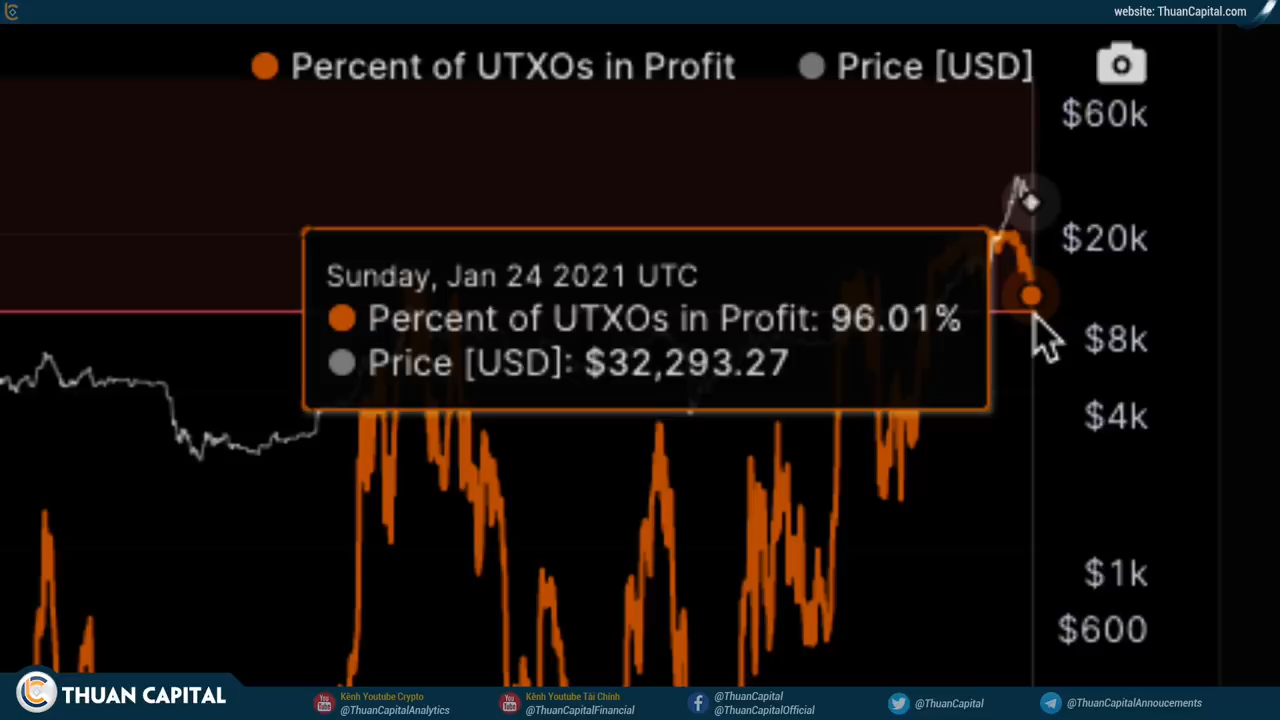 website: ThuanCapital.com
Percent of UTXOs in Profit
Price [USD]
$60k
$20k
$8k
$4k
$1k
$600
Sunday, Jan 24 2021 UTC
Percent of UTXOs in Profit: 96.01%
Price [USD]: $32,293.27
THUAN CAPITAL
Kênh Youtube Crypto
@ThuanCapitalAnalytics
Kênh Youtube Tài Chính
@ThuanCapitalFinancial
@ThuanCapital
@ThuanCapitalOfficial
@ThuanCapital
@ThuanCapitalAnnoucements